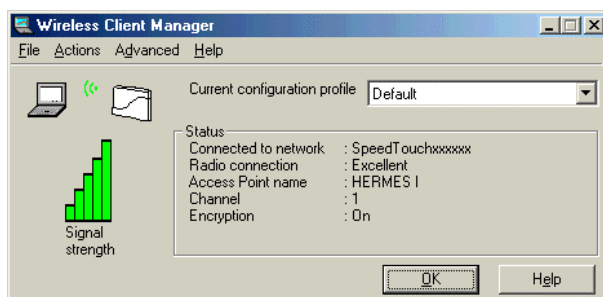 Wireless Client Manager
File Actions Advanced Help
Current configuration profile Default
Status
Connected to network : SpeedTouchxxxxxx
Radio connection : Excellent
Access Point name : HERMES I
Channel : 1
Encryption : On
Signal
strength
OK Help